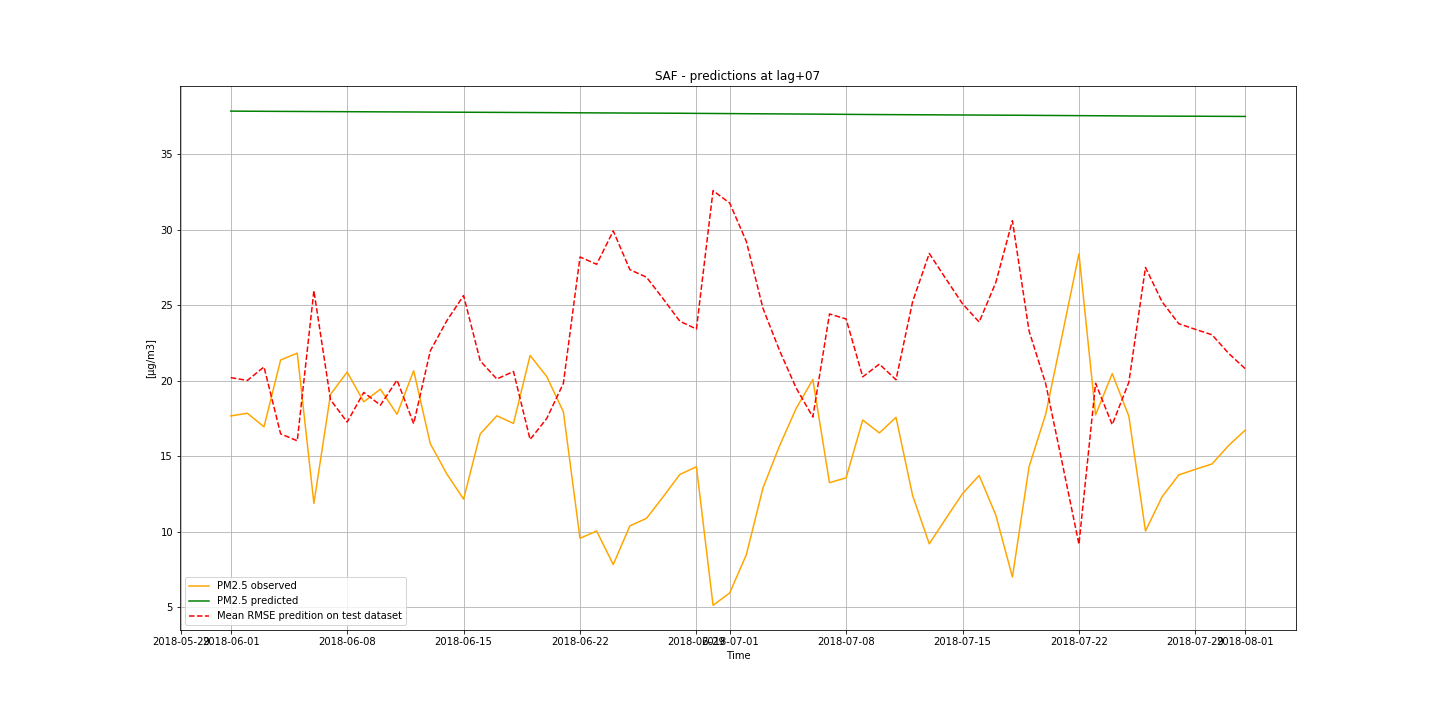 SAF - predictions at lag+07
35
30
25
20
15
10
5
[µg/m3]
PM2.5 observed
PM2.5 predicted
Mean RMSE predition on test dataset
2018-05-29 2018-06-01 2018-06-08 2018-06-15 2018-06-22 2018-06-29 2018-07-01 2018-07-08 2018-07-15 2018-07-22 2018-07-29 2018-08-01
Time